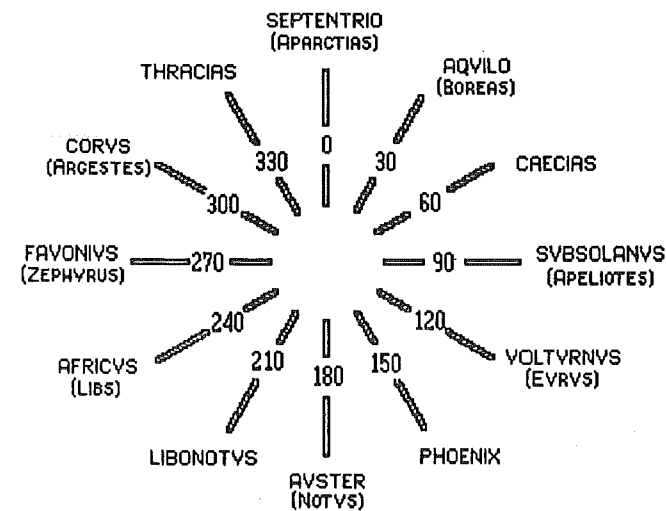 SEPTENTRIO
(APARCTIAS)
THRACIAS
AQVILO
(BOREAS)
0
CORVS
(ARGESTES)
330
30
CAECIAS
300
60
FAVONIVS
(ZEPHYRUS)
270
90
SVBSOLANVS
(APELIOTES)
240
120
AFRICVS
(LIBS)
210
180
150
VOLTVRNVS
(EVRVS)
LIBONOTVS
PHOENIX
AVSTER
(NOTVS)